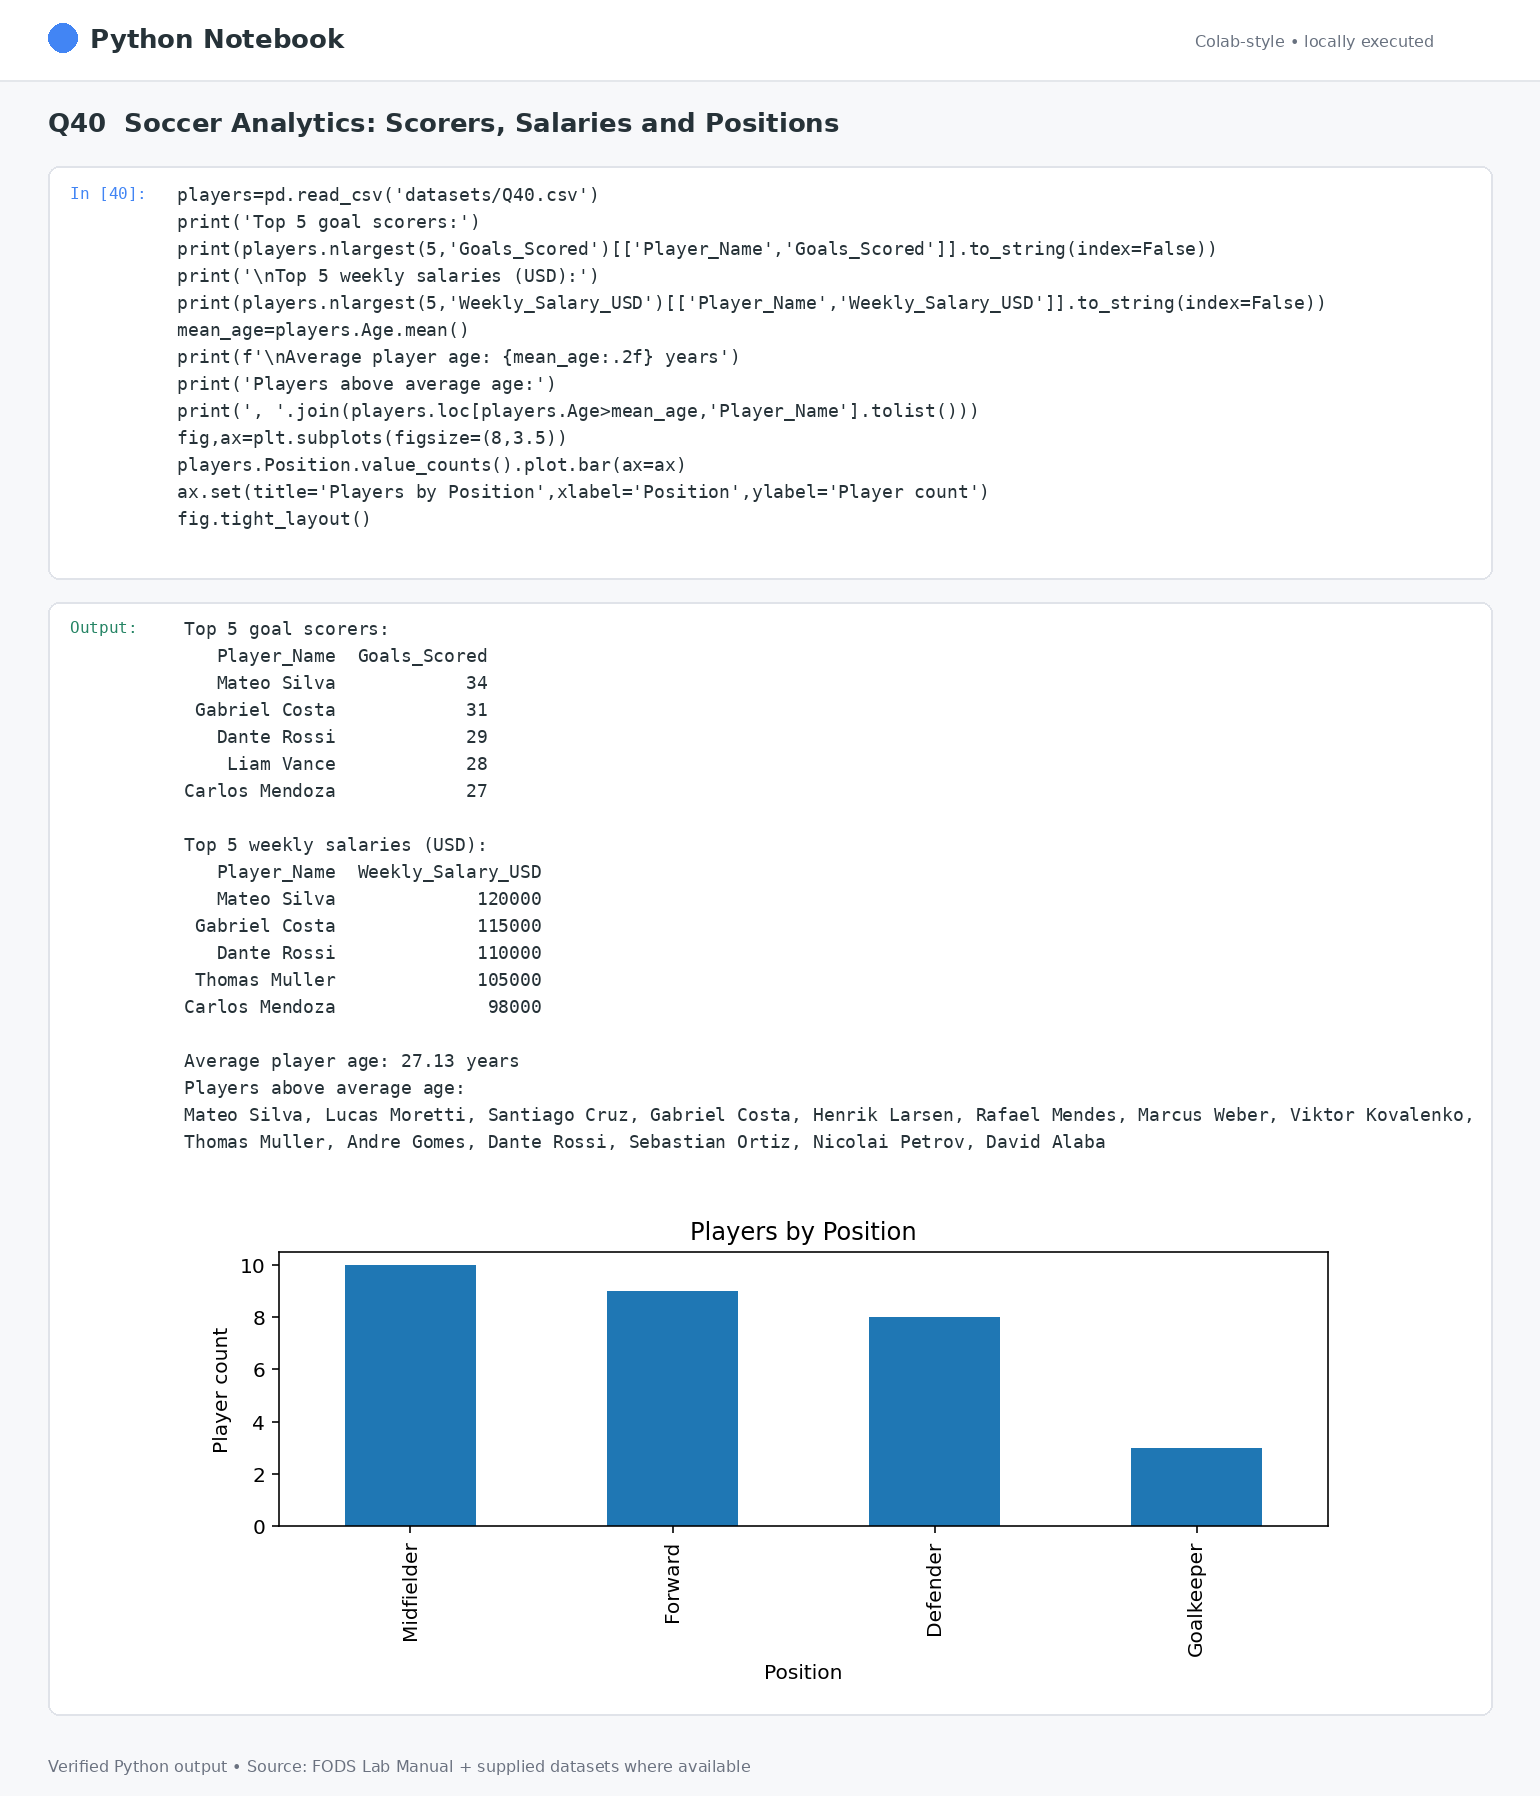 Python Notebook
Colab-style • locally executed
Q40  Soccer Analytics: Scorers, Salaries and Positions
In [40]:
players=pd.read_csv('datasets/Q40.csv')
print('Top 5 goal scorers:')
print(players.nlargest(5,'Goals_Scored')[['Player_Name','Goals_Scored']].to_string(index=False))
print('\nTop 5 weekly salaries (USD):')
print(players.nlargest(5,'Weekly_Salary_USD')[['Player_Name','Weekly_Salary_USD']].to_string(index=False))
mean_age=players.Age.mean()
print(f'\nAverage player age: {mean_age:.2f} years')
print('Players above average age:')
print(', '.join(players.loc[players.Age>mean_age,'Player_Name'].tolist()))
fig,ax=plt.subplots(figsize=(8,3.5))
players.Position.value_counts().plot.bar(ax=ax)
ax.set(title='Players by Position',xlabel='Position',ylabel='Player count')
fig.tight_layout()
Output:
Top 5 goal scorers:
Player_Name  Goals_Scored
Mateo Silva 34
Gabriel Costa 31
Dante Rossi 29
Liam Vance 28
Carlos Mendoza 27
Top 5 weekly salaries (USD):
Player_Name  Weekly_Salary_USD
Mateo Silva 120000
Gabriel Costa 115000
Dante Rossi 110000
Thomas Muller 105000
Carlos Mendoza 98000
Average player age: 27.13 years
Players above average age:
Mateo Silva, Lucas Moretti, Santiago Cruz, Gabriel Costa, Henrik Larsen, Rafael Mendes, Marcus Weber, Viktor Kovalenko,
Thomas Muller, Andre Gomes, Dante Rossi, Sebastian Ortiz, Nicolai Petrov, David Alaba
Players by Position
Player count
10
8
6
4
2
0
Midfielder
Forward
Defender
Goalkeeper
Position
Verified Python output • Source: FODS Lab Manual + supplied datasets where available